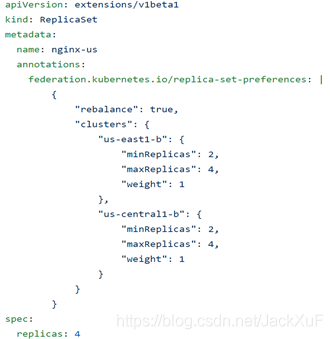 apiVersion: extensions/v1beta1
kind: ReplicaSet
metadata:
  name: nginx-us
  annotations:
    federation.kubernetes.io/replica-set-preferences: |
        {
            "rebalance": true,
            "clusters": {
                "us-east1-b": {
                    "minReplicas": 2,
                    "maxReplicas": 4,
                    "weight": 1
                },
                "us-central1-b": {
                    "minReplicas": 2,
                    "maxReplicas": 4,
                    "weight": 1
                }
            }
        }
spec:
https://blog.csdn.net/JackXuF
  replicas: 4